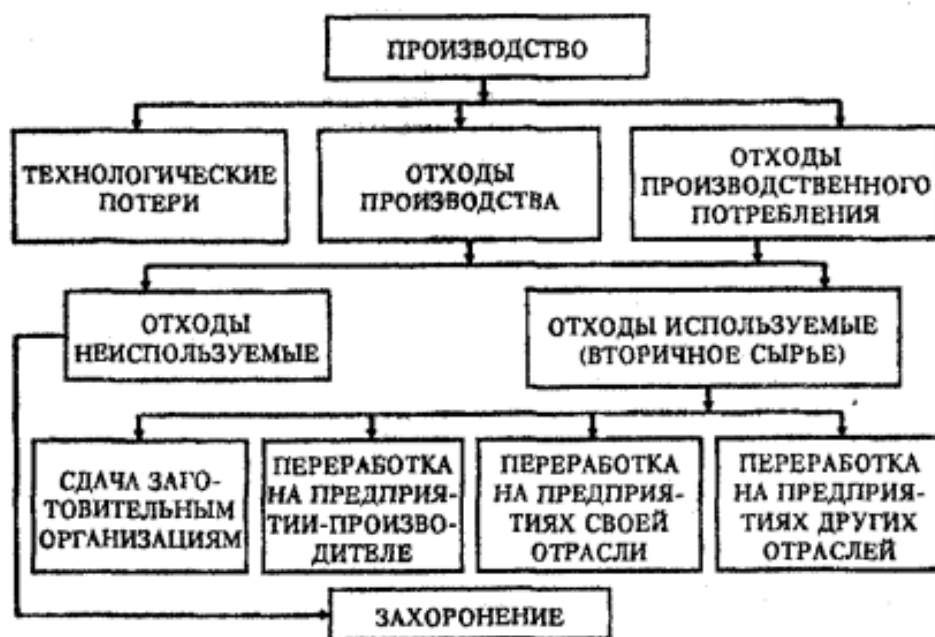 ПРОИЗВОДСТВО
ТЕХНОЛОГИЧЕСКИЕ
ПОТЕРИ
ОТХОДЫ
ПРОИЗВОДСТВА
ОТХОДЫ
ПРОИЗВОДСТВЕННОГО
ПОТРЕБЛЕНИЯ
ОТХОДЫ
НЕИСПОЛЬЗУЕМЫЕ
ОТХОДЫ ИСПОЛЬЗУЕМЫЕ
(ВТОРИЧНОЕ СЫРЬЕ)
СДАЧА ЗАГО-
ТОВИТЕЛЬНЫМ
ОРГАНИЗАЦИЯМ
ПЕРЕРАБОТКА
НА ПРЕДПРИЯ-
ТИИ-ПРОИЗВО-
ДИТЕЛЕ
ПЕРЕРАБОТКА
НА ПРЕДПРИЯ-
ТИЯХ СВОЕЙ
ОТРАСЛИ
ПЕРЕРАБОТКА
НА ПРЕДПРИЯ-
ТИЯХ ДРУГИХ
ОТРАСЛЕЙ
ЗАХОРОНЕНИЕ